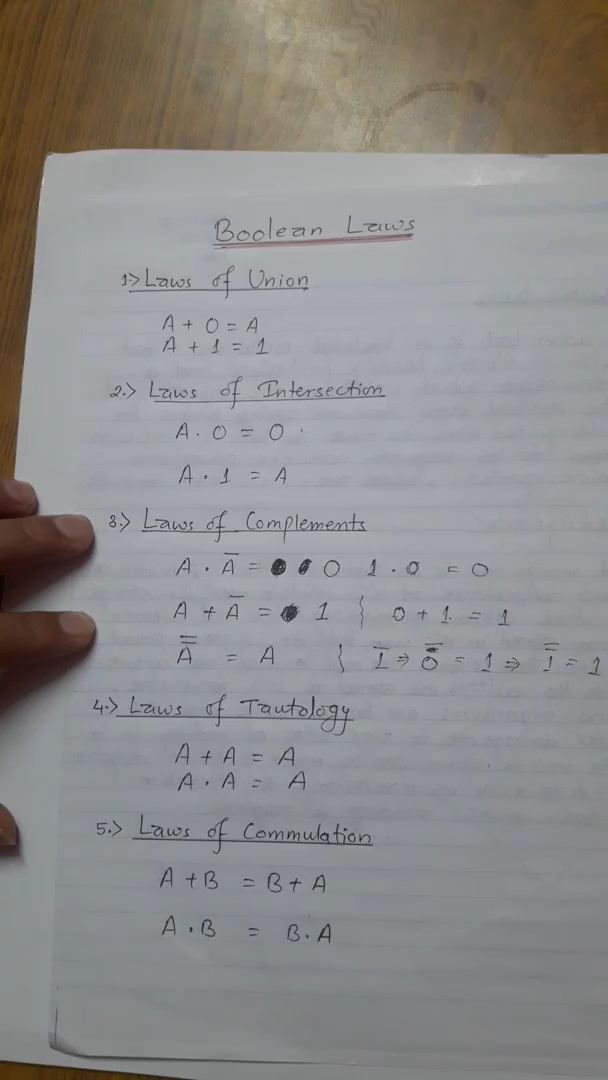 Boolean Laws
1.> Laws of Union
A + 0 = A
A + 1 = 1
2.> Laws of Intersection
A . 0 = 0
A . 1 = A
3.> Laws of Complements
A . A̅ = 0 1 . 0 = 0
A + A̅ = 1 { 0 + 1 = 1
A̿ = A { 1̅ ⇒ 0̅ = 1 ⇒ 1̿ = 1
4.> Laws of Tautology
A + A = A
A . A = A
5.> Laws of Commulation
A + B = B + A
A . B = B . A